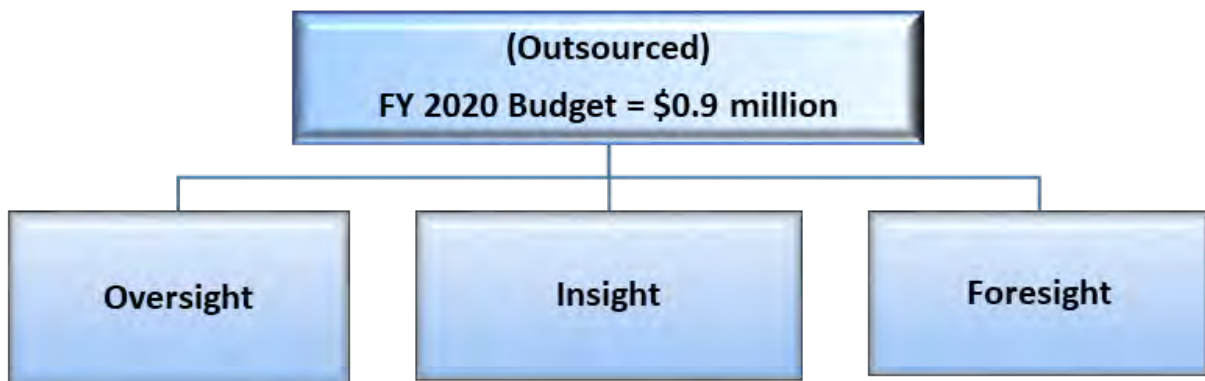 (Outsourced)
FY 2020 Budget = $0.9 million
Oversight
Insight
Foresight